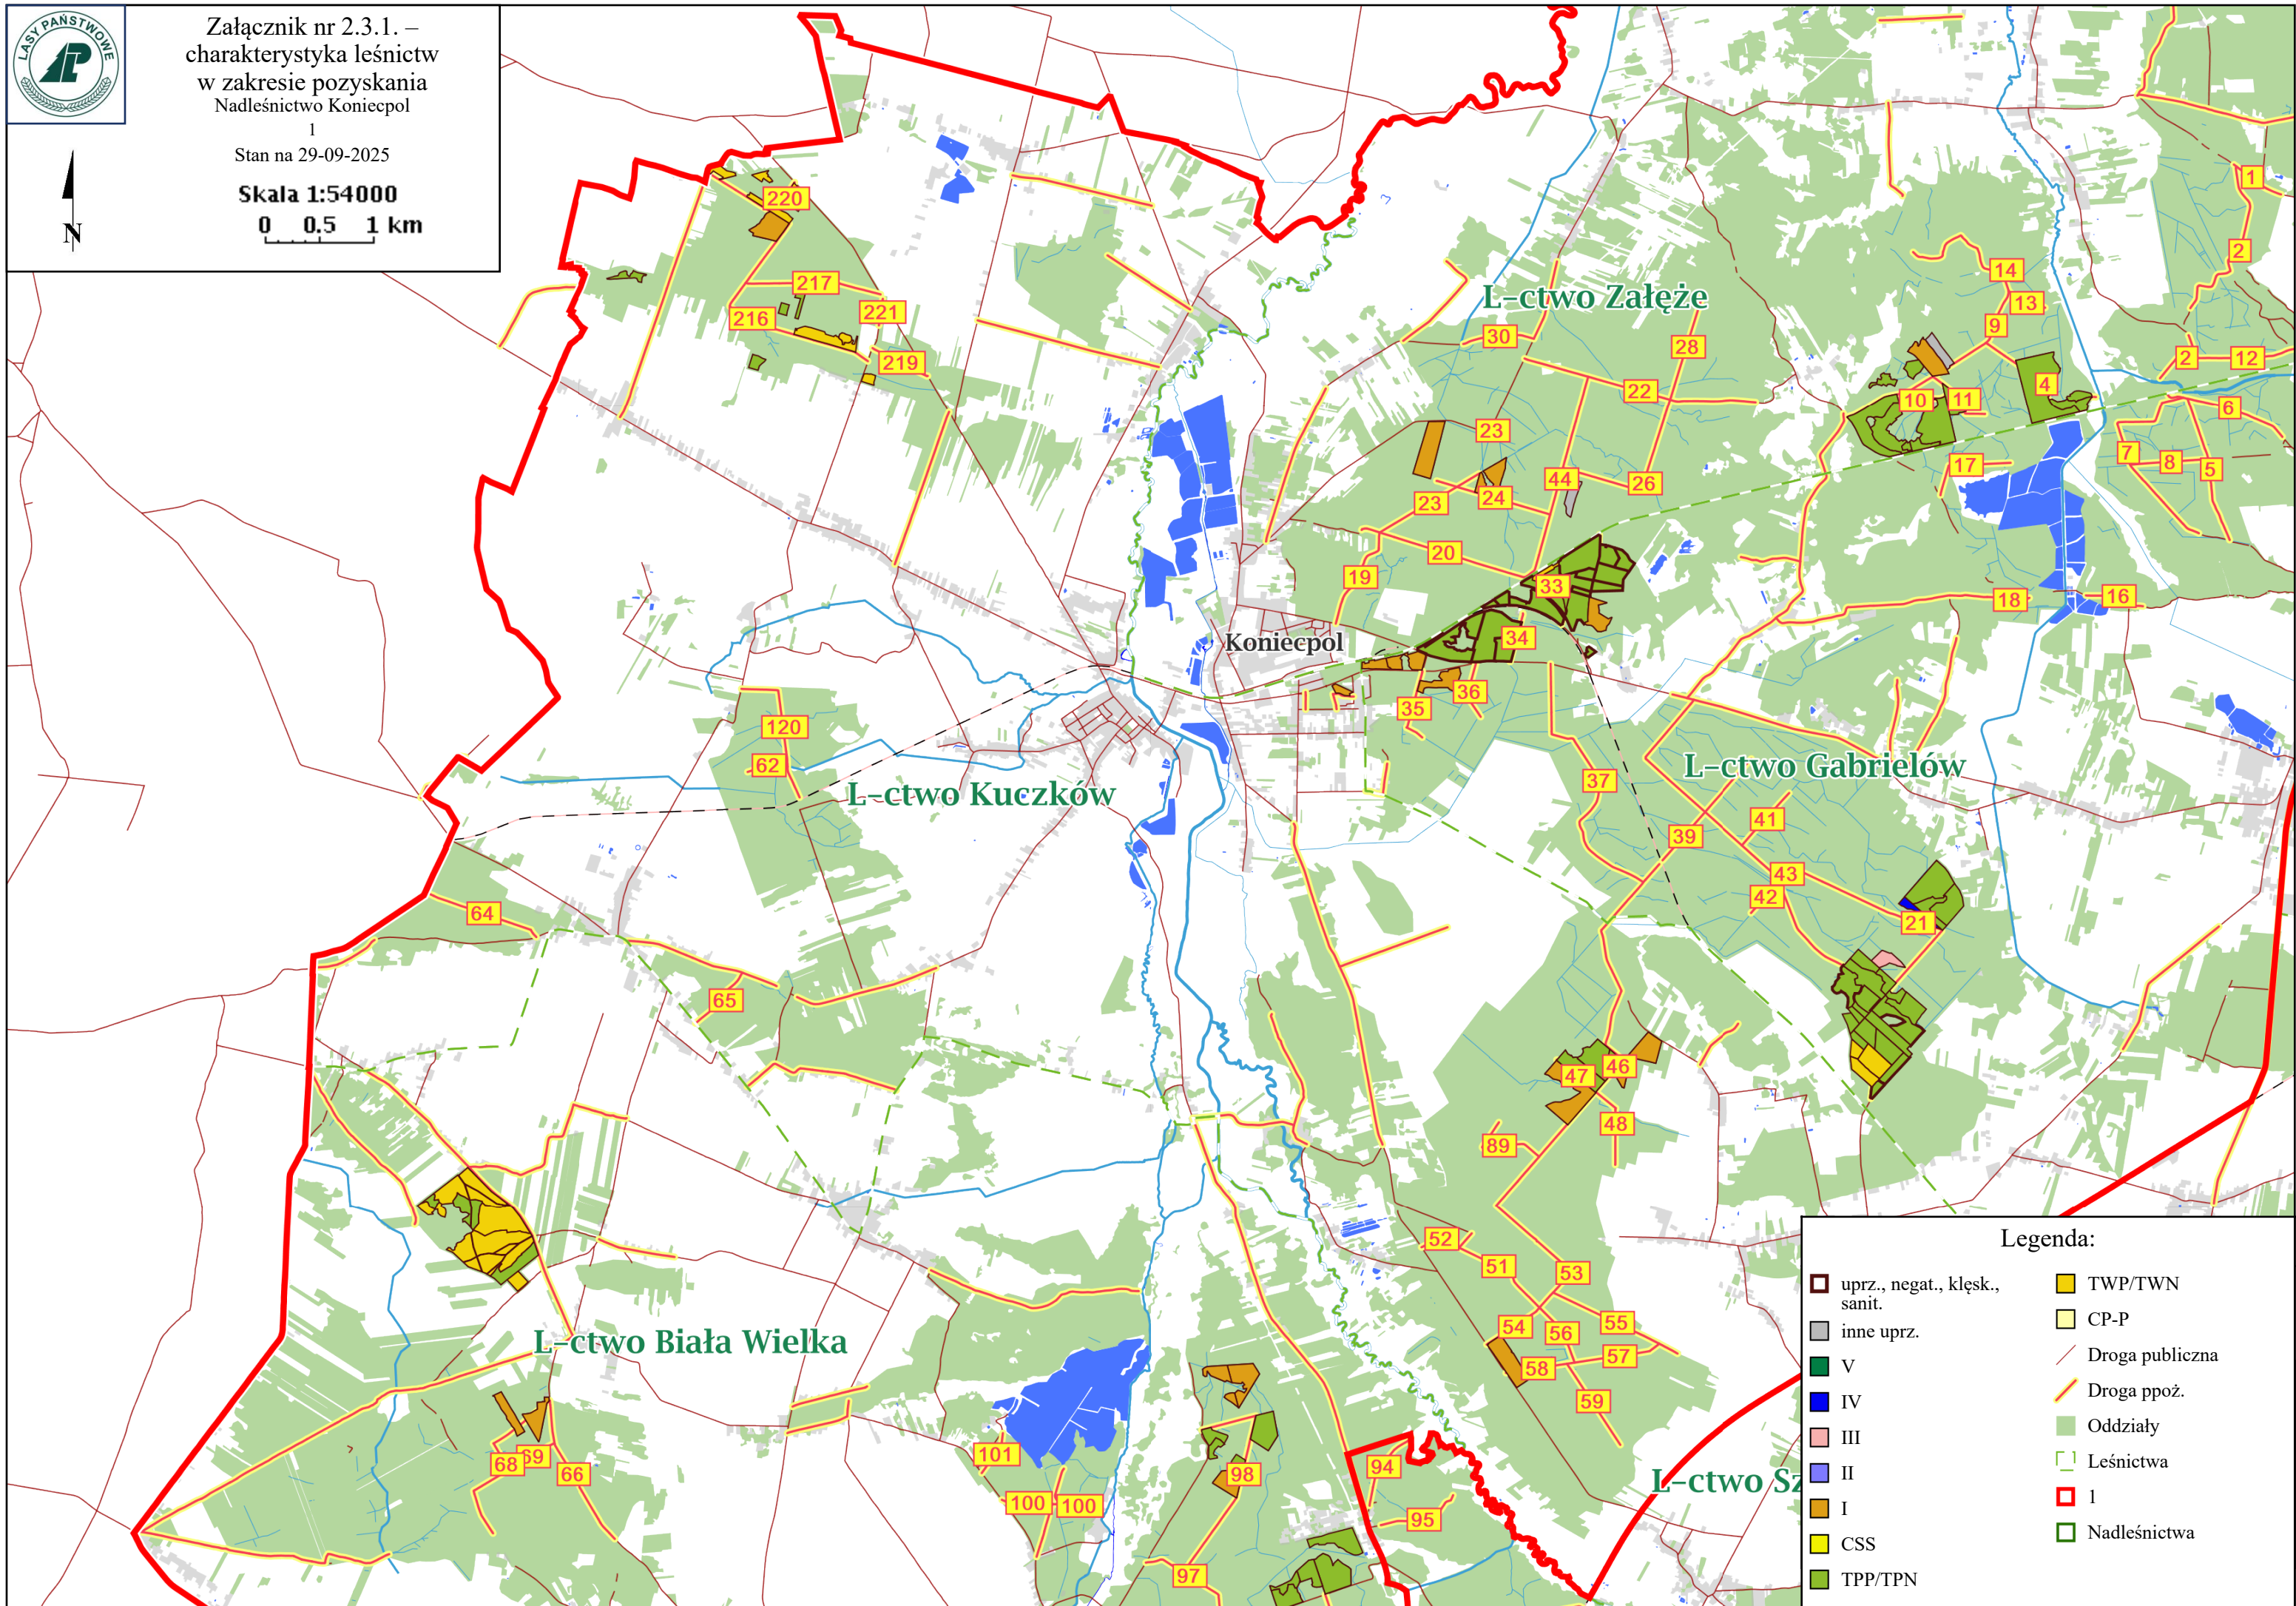 LASY PAŃSTWOWE
Załącznik nr 2.3.1. –
charakterystyka leśnictw
w zakresie pozyskania
Nadleśnictwo Koniecpol
1
Stan na 29-09-2025
Skala 1:54000
0 0.5 1 km
N
220
217
216
221
219
L-ctwo Załęże
30
28
22
23
44
26
23
24
20
19
33
34
36
35
14
13
9
4
10
11
17
1
2
2
12
6
7
8
5
18
16
Koniecpol
120
62
L-ctwo Kuczków
L-ctwo Gabrielów
37
39
41
43
42
21
64
65
46
47
48
89
52
51
53
54
56
55
58
57
59
L-ctwo Biała Wielka
68
69
66
101
100
100
98
97
94
95
L-ctwo Sz
Legenda:
uprz., negat., klęsk.,
sanit.
inne uprz.
V
IV
III
II
I
CSS
TPP/TPN
TWP/TWN
CP-P
Droga publiczna
Droga ppoż.
Oddziały
Leśnictwa
1
Nadleśnictwa